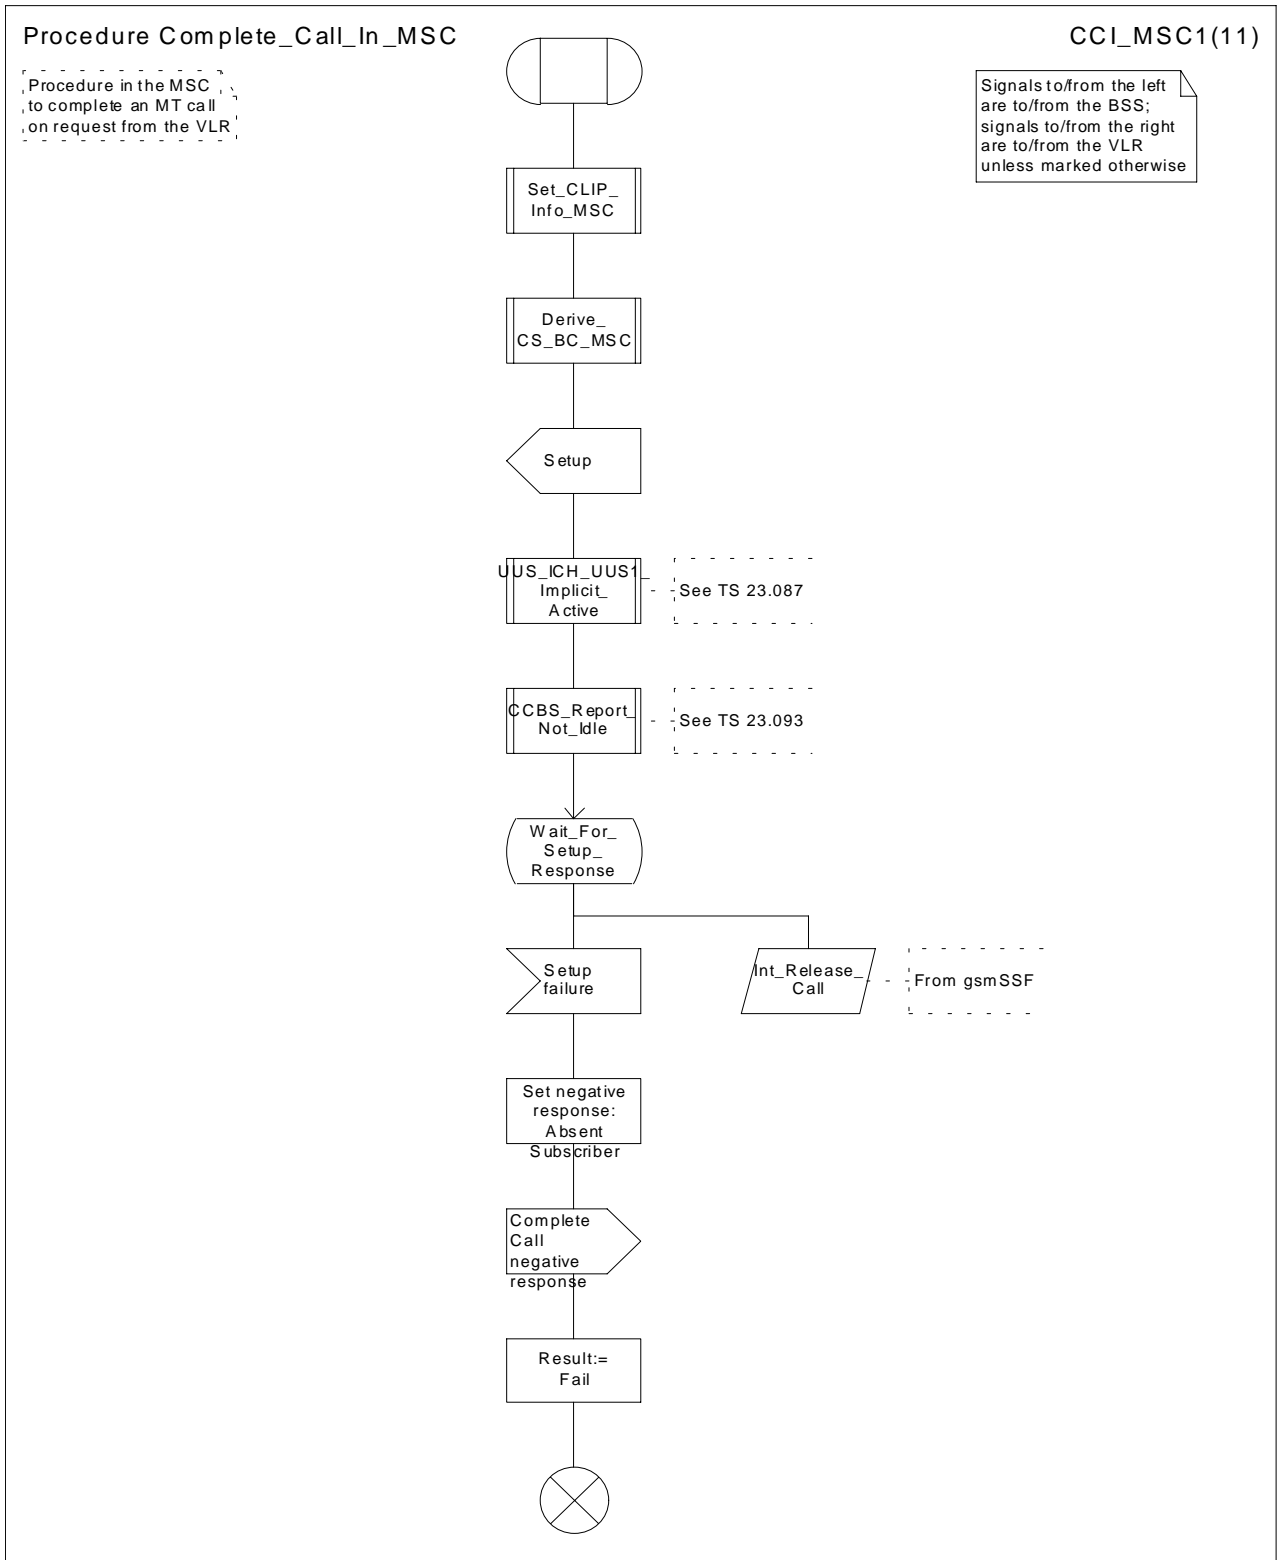 Procedure Complete_Call_In_MSC
CCI_MSC1(11)
Procedure in the MSC
to complete an MT call
on request from the VLR
Signals to/from the left
are to/from the BSS;
signals to/from the right
are to/from the VLR
unless marked otherwise
Set_CLIP_
Info_MSC
Derive_
CS_BC_MSC
Setup
UUS_ICH_UUS1_
Implicit_
Active
See TS 23.087
CCBS_Report_
Not_Idle
See TS 23.093
Wait_For_
Setup_
Response
Setup
failure
Int_Release_
Call
From gsmSSF
Set negative
response:
Absent
Subscriber
Complete
Call
negative
response
Result:=
Fail